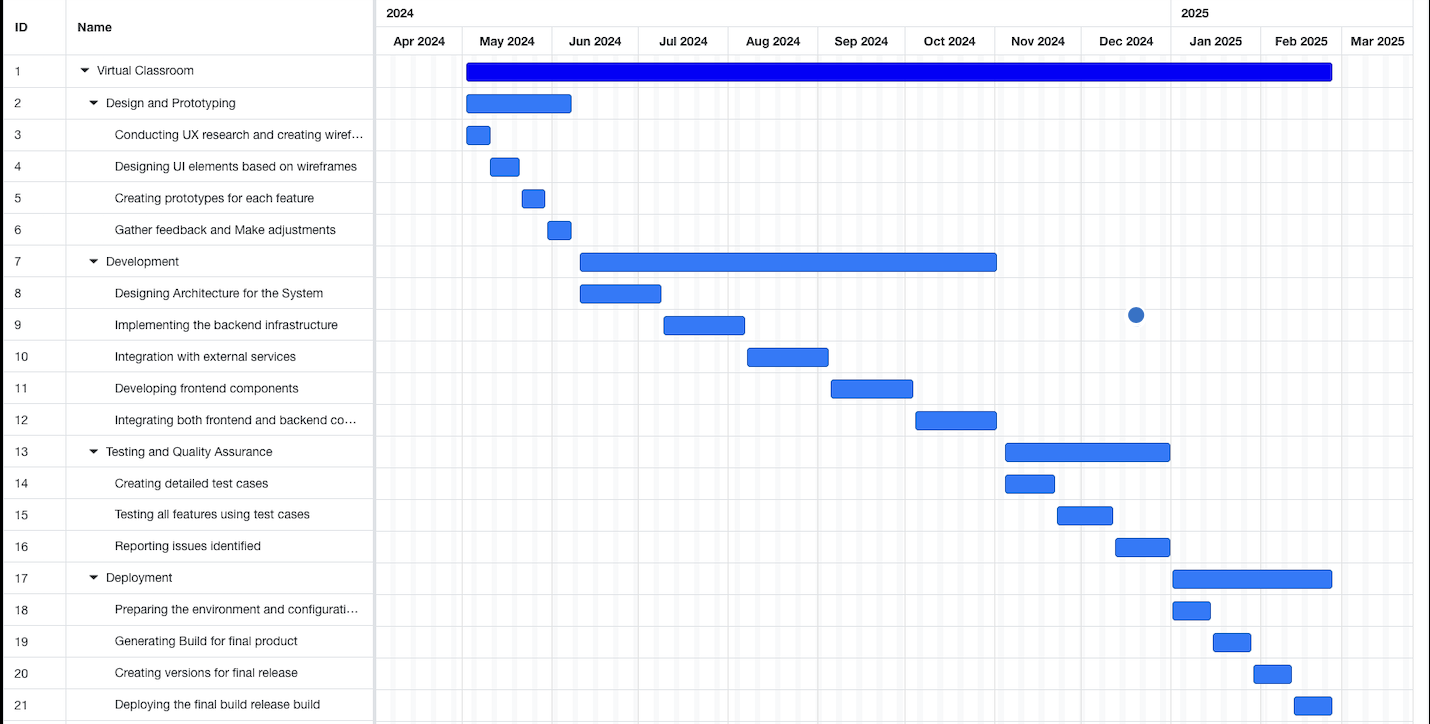 2024 2025
ID Name
Apr 2024 May 2024 Jun 2024 Jul 2024 Aug 2024 Sep 2024 Oct 2024 Nov 2024 Dec 2024 Jan 2025 Feb 2025 Mar 2025
1 Virtual Classroom
2 Design and Prototyping
3 Conducting UX research and creating wiref...
4 Designing UI elements based on wireframes
5 Creating prototypes for each feature
6 Gather feedback and Make adjustments
7 Development
8 Designing Architecture for the System
9 Implementing the backend infrastructure
10 Integration with external services
11 Developing frontend components
12 Integrating both frontend and backend co...
13 Testing and Quality Assurance
14 Creating detailed test cases
15 Testing all features using test cases
16 Reporting issues identified
17 Deployment
18 Preparing the environment and configurati...
19 Generating Build for final product
20 Creating versions for final release
21 Deploying the final build release build